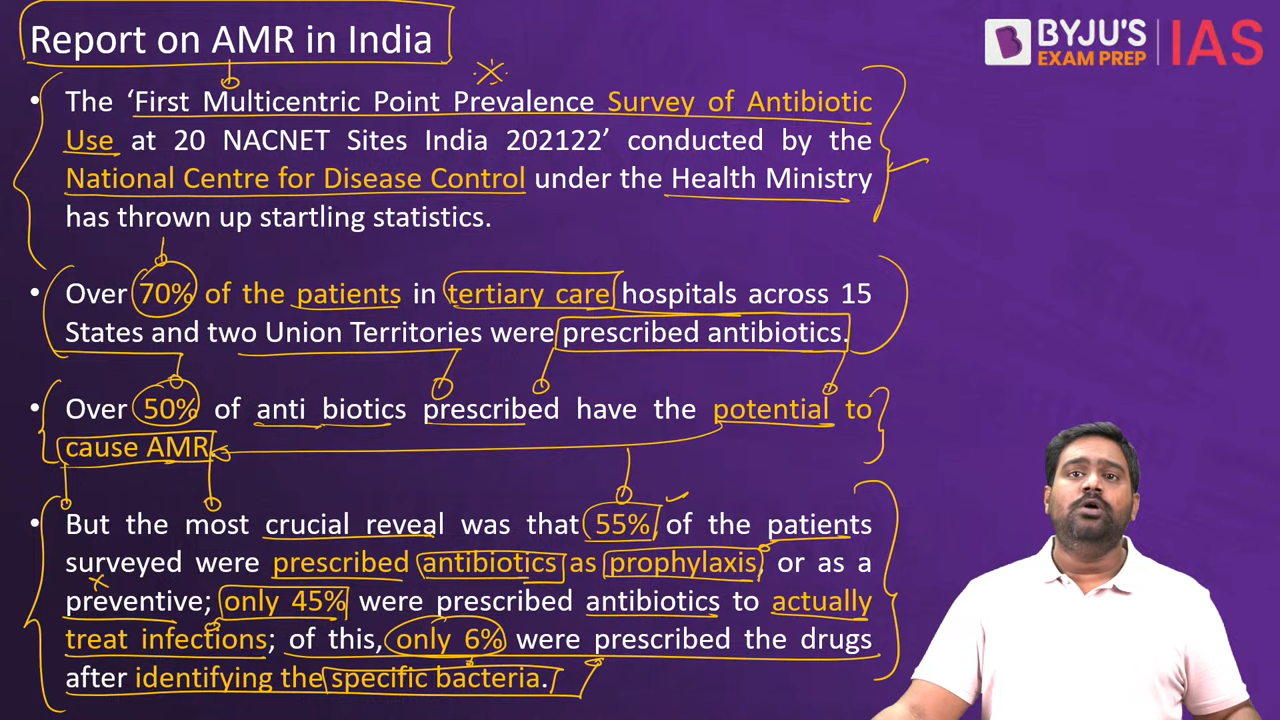 Report on AMR in India
BYJU'S
EXAM PREP
IAS
• The ‘First Multicentric Point Prevalence Survey of Antibiotic
Use at 20 NACNET Sites India 202122’ conducted by the
National Centre for Disease Control under the Health Ministry
has thrown up startling statistics.
• Over 70% of the patients in tertiary care hospitals across 15
States and two Union Territories were prescribed antibiotics.
• Over 50% of anti biotics prescribed have the potential to
cause AMR.
• But the most crucial reveal was that 55% of the patients
surveyed were prescribed antibiotics as prophylaxis, or as a
preventive; only 45% were prescribed antibiotics to actually
treat infections; of this, only 6% were prescribed the drugs
after identifying the specific bacteria.